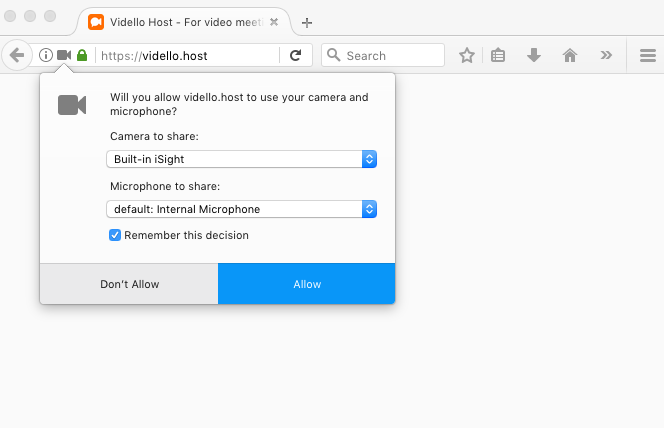 Vidello Host - For video meeti
https://vidello.host
Search
Will you allow vidello.host to use your camera and
microphone?
Camera to share:
Built-in iSight
Microphone to share:
default: Internal Microphone
Remember this decision
Don't Allow
Allow